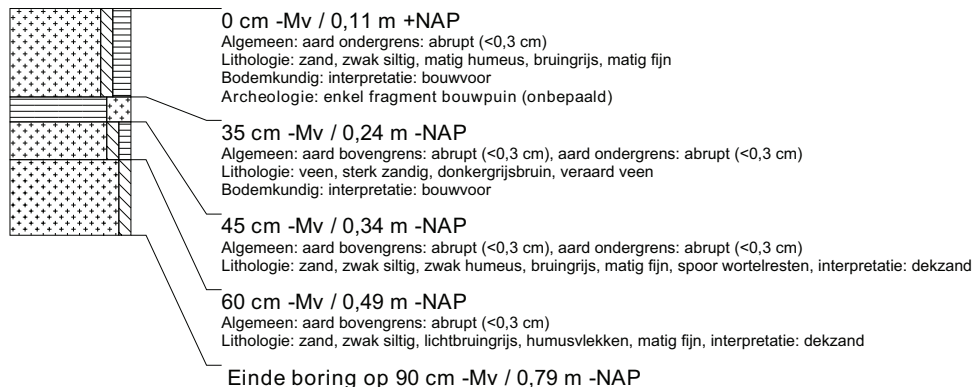 0 cm -Mv / 0,11 m +NAP
Algemeen: aard ondergrens: abrupt (<0,3 cm)
Lithologie: zand, zwak siltig, matig humeus, bruingrijs, matig fijn
Bodemkundig: interpretatie: bouwvoor
Archeologie: enkel fragment bouwpuin (onbepaald)
35 cm -Mv / 0,24 m -NAP
Algemeen: aard bovengrens: abrupt (<0,3 cm), aard ondergrens: abrupt (<0,3 cm)
Lithologie: veen, sterk zandig, donkergrijsbruin, veraard veen
Bodemkundig: interpretatie: bouwvoor
45 cm -Mv / 0,34 m -NAP
Algemeen: aard bovengrens: abrupt (<0,3 cm), aard ondergrens: abrupt (<0,3 cm)
Lithologie: zand, zwak siltig, zwak humeus, bruingrijs, matig fijn, spoor wortelresten, interpretatie: dekzand
60 cm -Mv / 0,49 m -NAP
Algemeen: aard bovengrens: abrupt (<0,3 cm)
Lithologie: zand, zwak siltig, lichtbruingrijs, humusvlekken, matig fijn, interpretatie: dekzand
Einde boring op 90 cm -Mv / 0,79 m -NAP